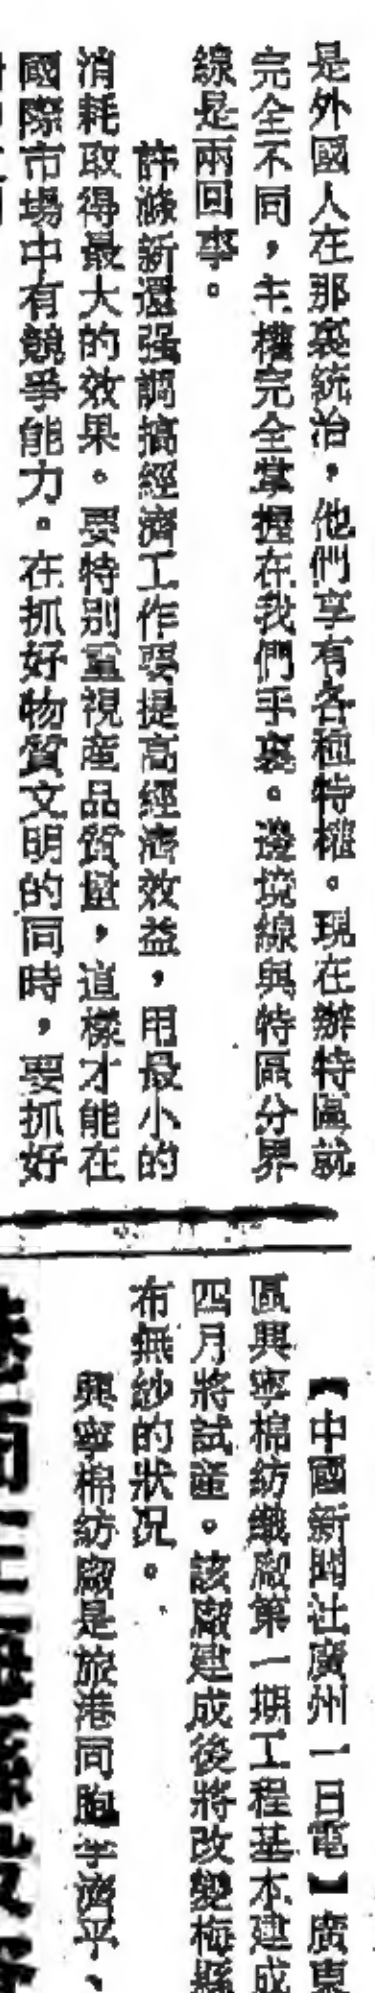 是外國人在那裏統治，他們享有各種特權。現在辦特區就
完全不同，主權完全掌握在我們手裏。邊境線與特區分界
線是兩回事。
許滌新還强調搞經濟工作要提高經濟效益，用最小的
消耗取得最大的效果。要特別重視產品質量，這樣才能在
國際市場中有競爭能力。在抓好物質文明的同時，要抓好
【中國新聞社廣州一日電】廣東
區興寧棉紡織廠第一期工程基本建成
四月將試產。該廠建成後將改變梅縣
布無紗的狀况。
興寧棉紡廠是旅港同胞李濟平、